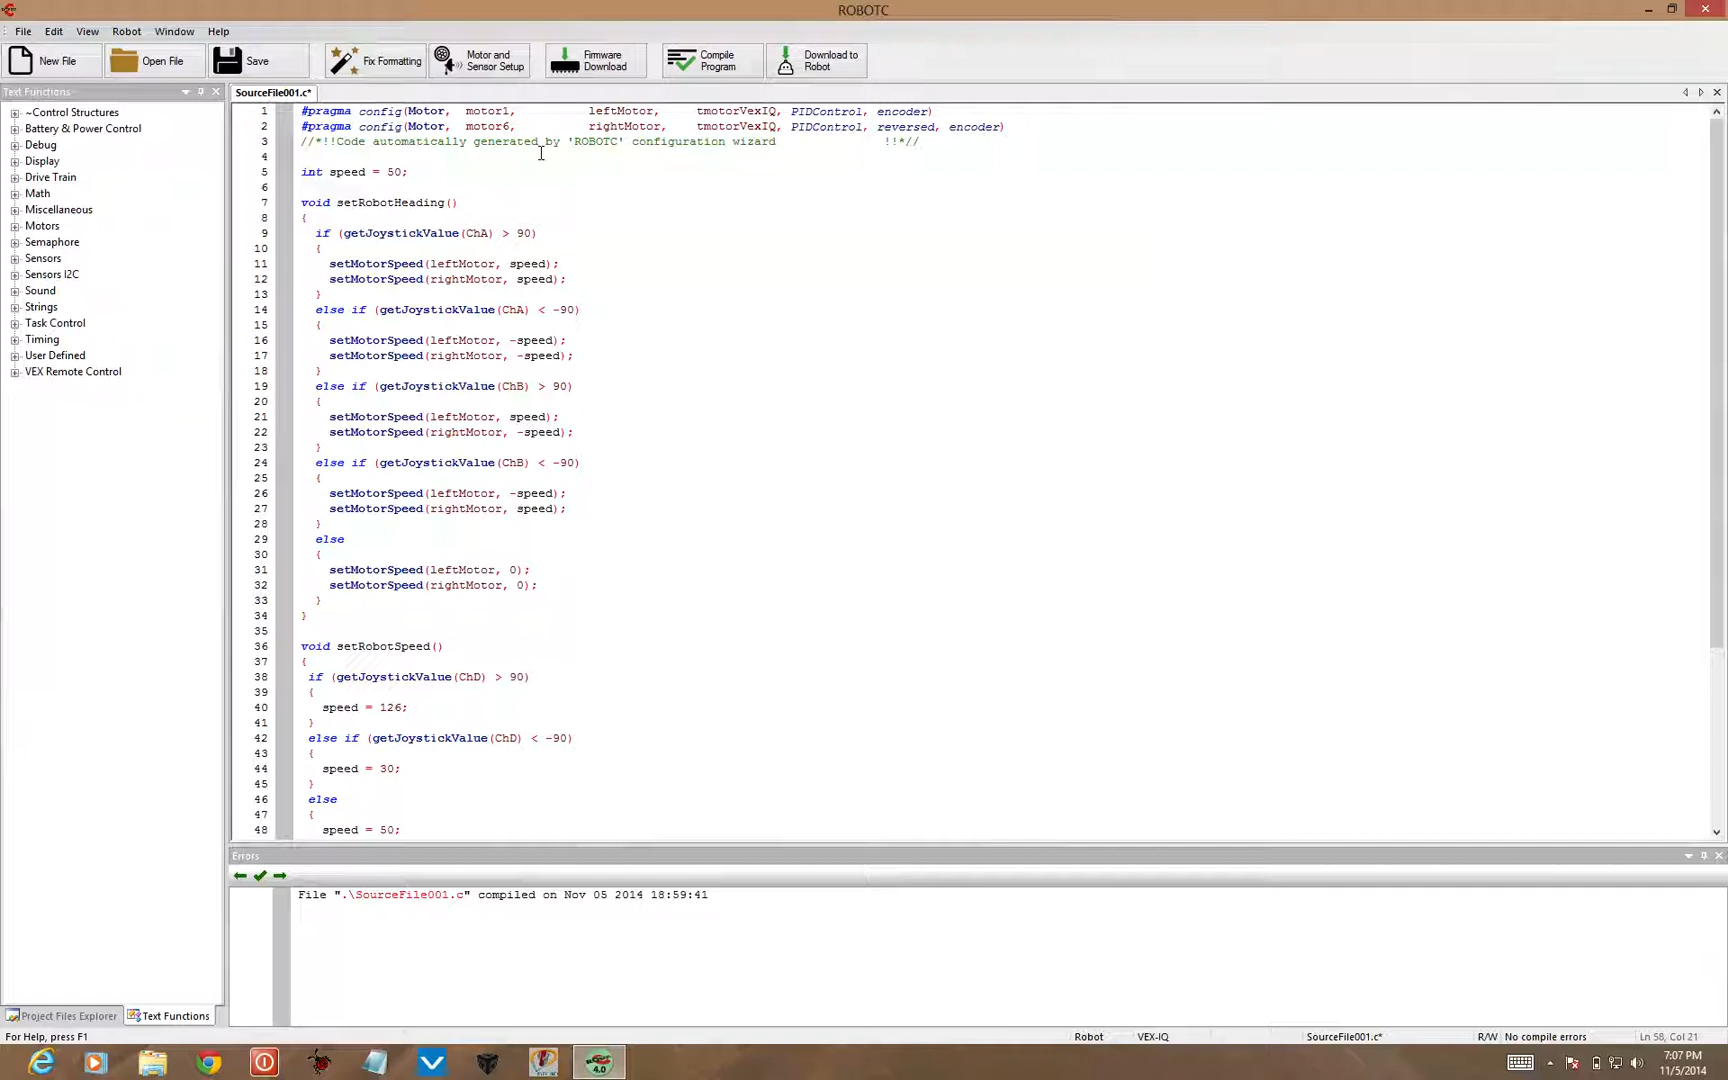 ROBOTC
File Edit View Robot Window Help
New File Open File Save Fix Formatting Motor and Sensor Setup Firmware Download Compile Program Download to Robot
Text Functions
~Control Structures
Battery & Power Control
Debug
Display
Drive Train
Math
Miscellaneous
Motors
Semaphore
Sensors
Sensors I2C
Sound
Strings
Task Control
Timing
User Defined
VEX Remote Control
Project Files Explorer Text Functions
SourceFile001.c*
1 #pragma config(Motor, motor1, leftMotor, tmotorVexIQ, PIDControl, encoder)
2 #pragma config(Motor, motor6, rightMotor, tmotorVexIQ, PIDControl, reversed, encoder)
3 //*!!Code automatically generated by 'ROBOTC' configuration wizard !!*//
4
5 int speed = 50;
6
7 void setRobotHeading()
8 {
9 if (getJoystickValue(ChA) > 90)
10 {
11 setMotorSpeed(leftMotor, speed);
12 setMotorSpeed(rightMotor, speed);
13 }
14 else if (getJoystickValue(ChA) < -90)
15 {
16 setMotorSpeed(leftMotor, -speed);
17 setMotorSpeed(rightMotor, -speed);
18 }
19 else if (getJoystickValue(ChB) > 90)
20 {
21 setMotorSpeed(leftMotor, speed);
22 setMotorSpeed(rightMotor, -speed);
23 }
24 else if (getJoystickValue(ChB) < -90)
25 {
26 setMotorSpeed(leftMotor, -speed);
27 setMotorSpeed(rightMotor, speed);
28 }
29 else
30 {
31 setMotorSpeed(leftMotor, 0);
32 setMotorSpeed(rightMotor, 0);
33 }
34 }
35
36 void setRobotSpeed()
37 {
38 if (getJoystickValue(ChD) > 90)
39 {
40 speed = 126;
41 }
42 else if (getJoystickValue(ChD) < -90)
43 {
44 speed = 30;
45 }
46 else
47 {
48 speed = 50;
Errors
File ".\SourceFile001.c" compiled on Nov 05 2014 18:59:41
For Help, press F1 Robot VEX-IQ SourceFile001.c* R/W No compile errors Ln 58, Col 21
4.0
7:07 PM
11/5/2014